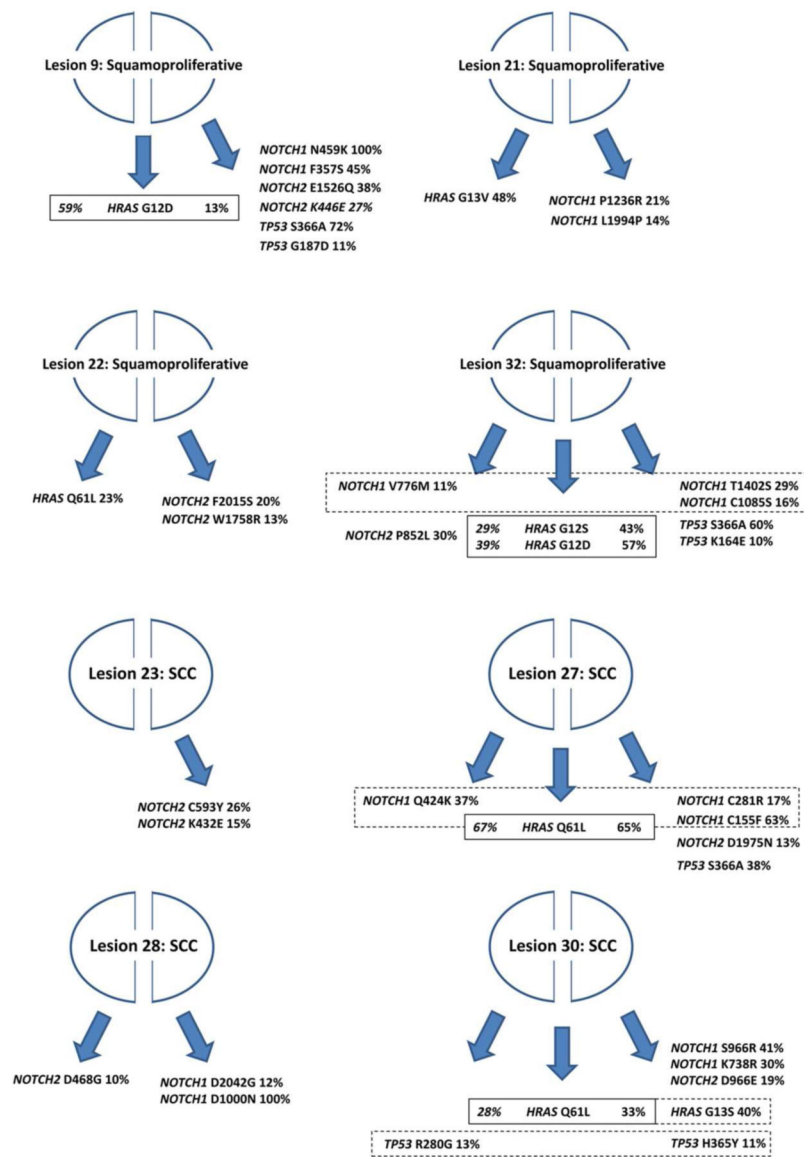 Lesion 9: Squamoproliferative
NOTCH1 N459K 100%
NOTCH1 F357S 45%
NOTCH2 E1526Q 38%
NOTCH2 K446E 27%
TP53 S366A 72%
TP53 G187D 11%
59% HRAS G12D 13%
Lesion 21: Squamoproliferative
HRAS G13V 48%
NOTCH1 P1236R 21%
NOTCH1 L1994P 14%
Lesion 22: Squamoproliferative
HRAS Q61L 23%
NOTCH2 F2015S 20%
NOTCH2 W1758R 13%
Lesion 32: Squamoproliferative
NOTCH1 V776M 11%
NOTCH1 T1402S 29%
NOTCH1 C1085S 16%
NOTCH2 P852L 30%
29% HRAS G12S 43%
39% HRAS G12D 57%
TP53 S366A 60%
TP53 K164E 10%
Lesion 23: SCC
NOTCH2 C593Y 26%
NOTCH2 K432E 15%
Lesion 27: SCC
NOTCH1 Q424K 37%
NOTCH1 C281R 17%
NOTCH1 C155F 63%
67% HRAS Q61L 65%
NOTCH2 D1975N 13%
TP53 S366A 38%
Lesion 28: SCC
NOTCH2 D468G 10%
NOTCH1 D2042G 12%
NOTCH1 D1000N 100%
Lesion 30: SCC
NOTCH1 S966R 41%
NOTCH1 K738R 30%
NOTCH2 D966E 19%
28% HRAS Q61L 33%
HRAS G13S 40%
TP53 R280G 13%
TP53 H365Y 11%